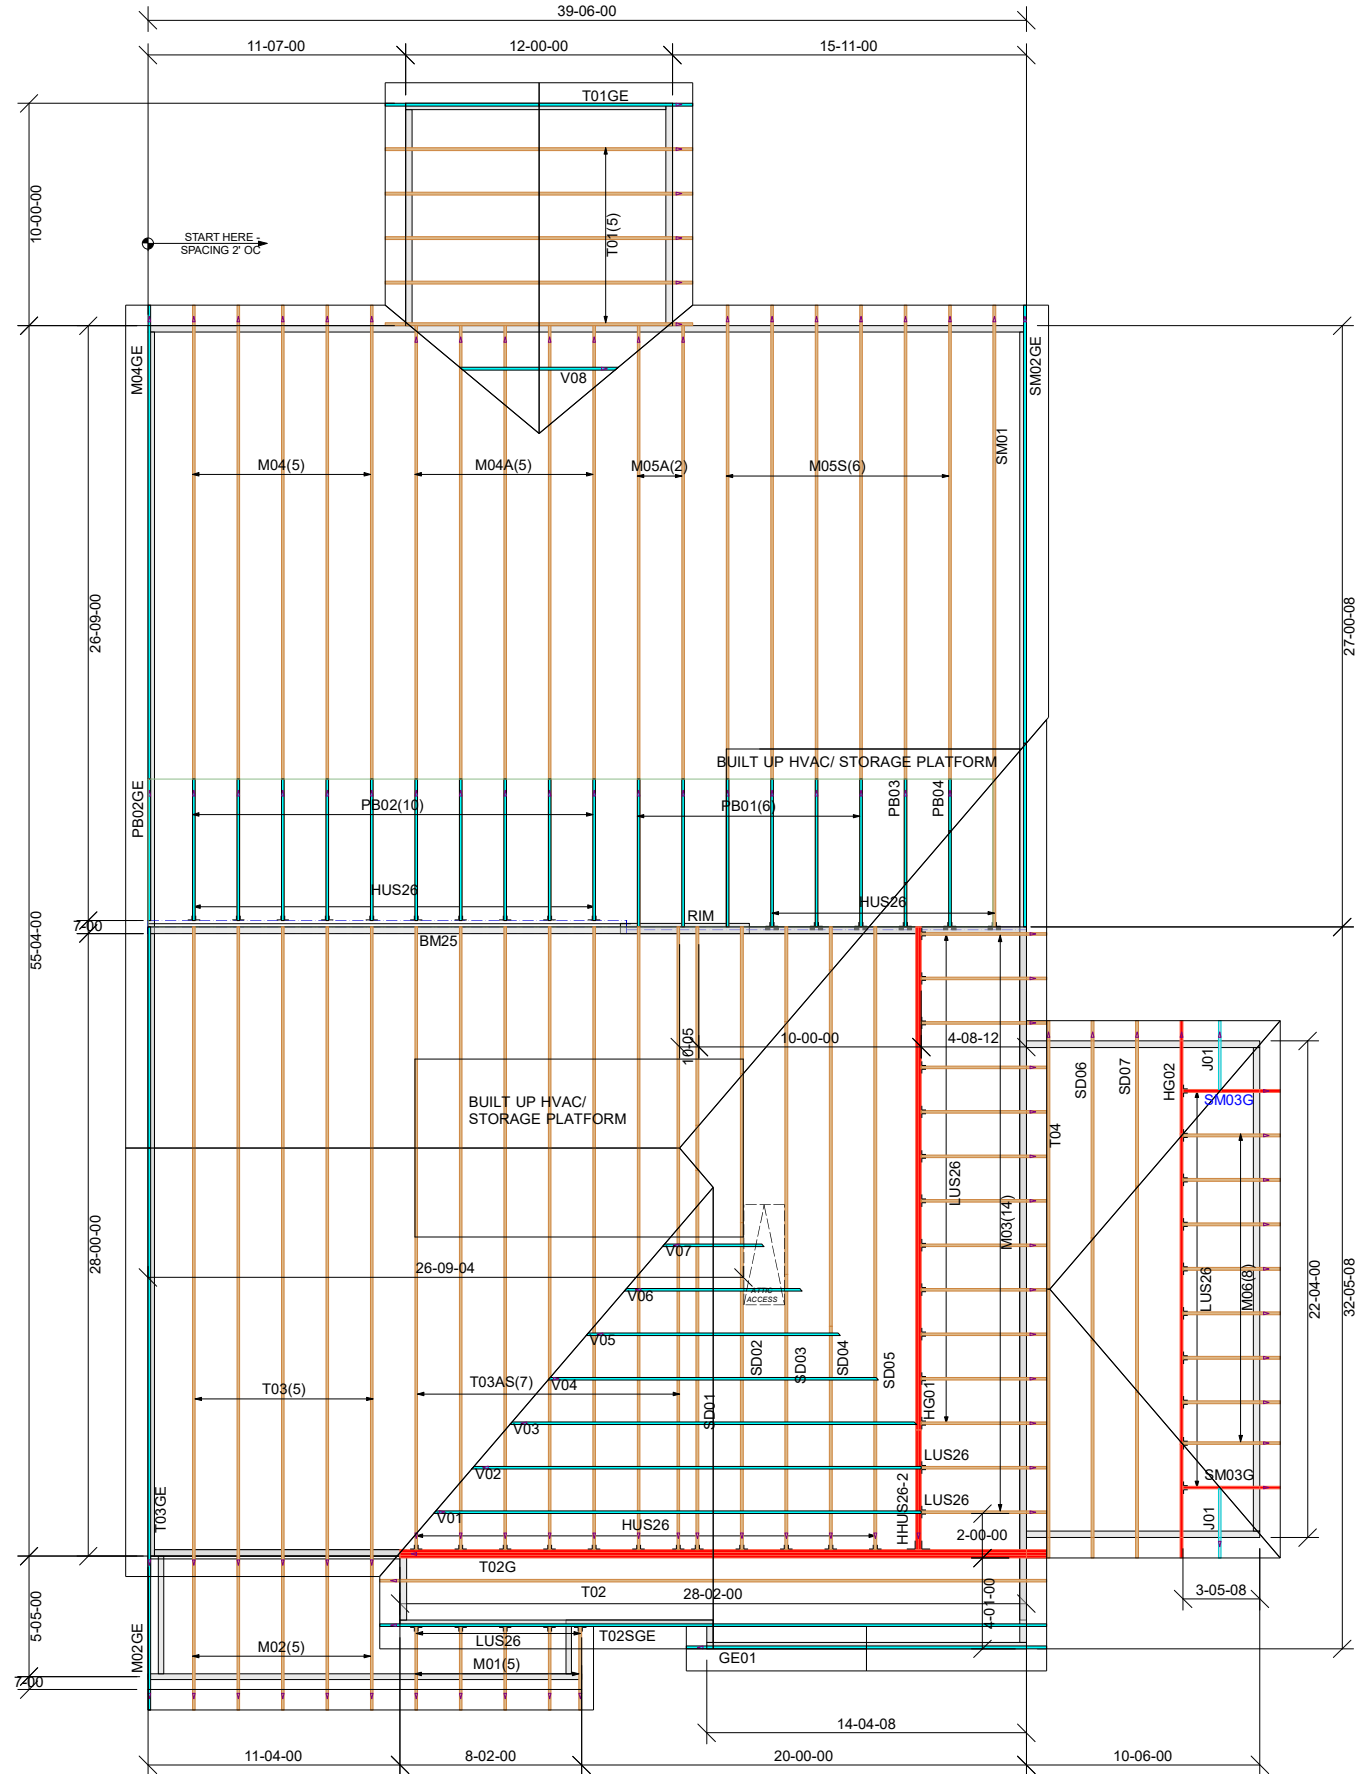 39-06-00
11-07-00
12-00-00
15-11-00
T01GE
10-00-00
T01(5)
START HERE -
SPACING 2' OC
M04GE
SM02GE
V08
SM01
M04(5)
M04A(5)
M05A(2)
M05S(6)
26-09-00
27-00-08
BUILT UP HVAC/ STORAGE PLATFORM
PB02GE
PB02(10)
PB01(6)
PB03
PB04
HUS26
HUS26
RIM
7-00
BM25
55-04-00
10-05
10-00-00
4-08-12
SD06
SD07
HG02
J01
SM03G
BUILT UP HVAC/
STORAGE PLATFORM
T04
LUS26
M03(14)
28-00-00
V07
26-09-04
V06
ATTIC
ACCESS
LUS26
M06(8)
22-04-00
32-05-08
V05
SD02
SD03
SD04
SD05
T03(5)
T03AS(7)
V04
SD01
HG01
V03
V02
LUS26
SM03G
T03GE
V01
HHUS26-2
LUS26
J01
HUS26
2-00-00
T02G
T02
28-02-00
4-01-00
3-05-08
5-05-00
M02GE
M02(5)
LUS26
T02SGE
M01(5)
GE01
7-00
14-04-08
11-04-00
8-02-00
20-00-00
10-06-00